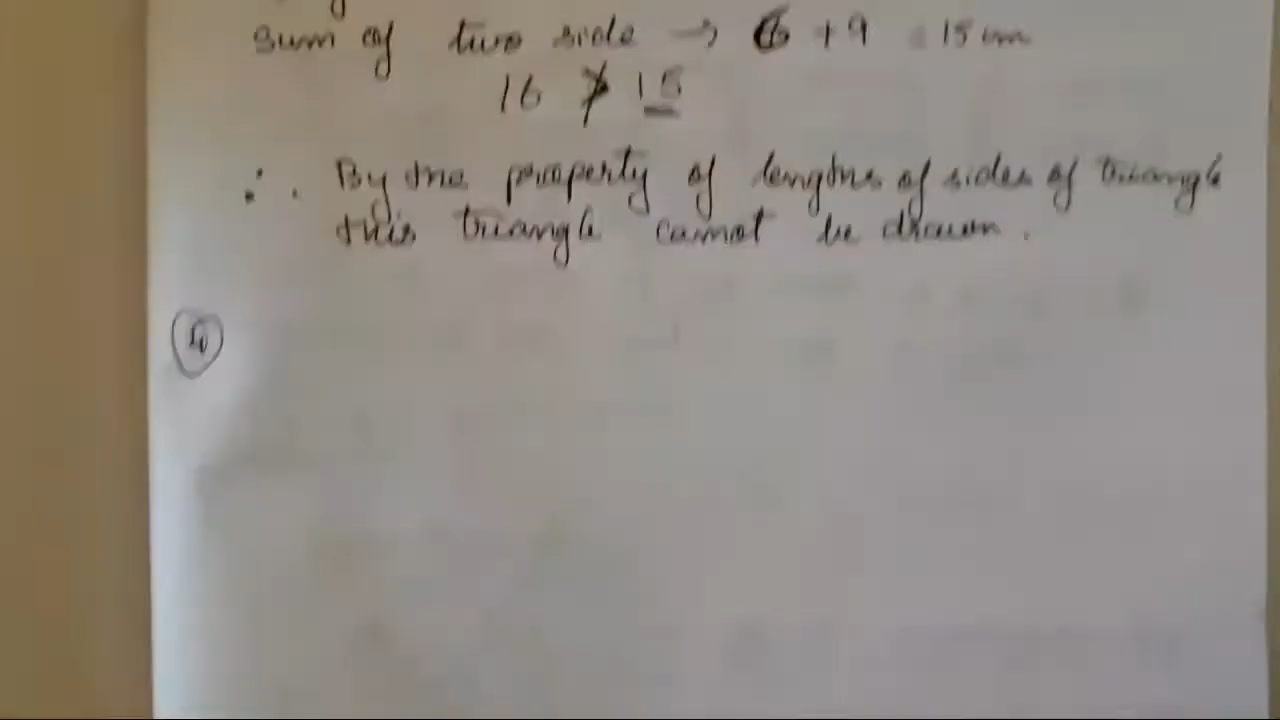 sum of two side → 6 + 9 = 15 cm
16 ≯ 15
∴ By the property of lengths of sides of triangle
this triangle cannot be drawn.